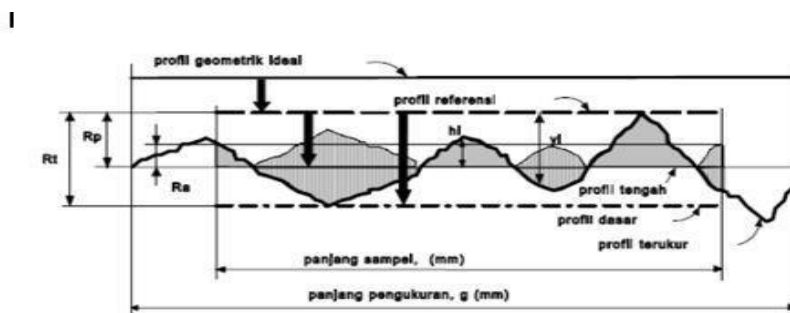 I
profil geometrik ideal
profil referensi
Rp
hi
yi
Rt
Ra
profil tengah
profil dasar
profil terukur
panjang sampel, (mm)
panjang pengukuran, g (mm)